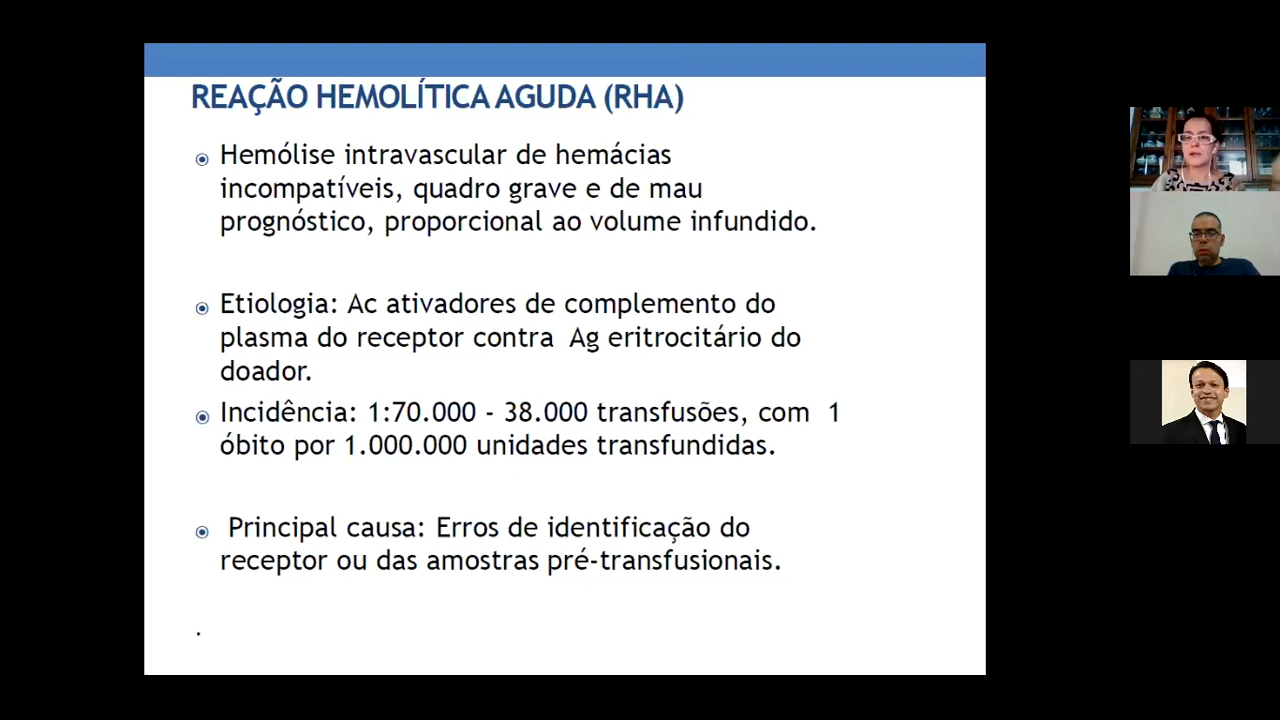 REAÇÃO HEMOLÍTICA AGUDA (RHA)
Hemólise intravascular de hemácias
incompatíveis, quadro grave e de mau
prognóstico, proporcional ao volume infundido.
Etiologia: Ac ativadores de complemento do
plasma do receptor contra Ag eritrocitário do
doador.
Incidência: 1:70.000 - 38.000 transfusões, com 1
óbito por 1.000.000 unidades transfundidas.
Principal causa: Erros de identificação do
receptor ou das amostras pré-transfusionais.
.